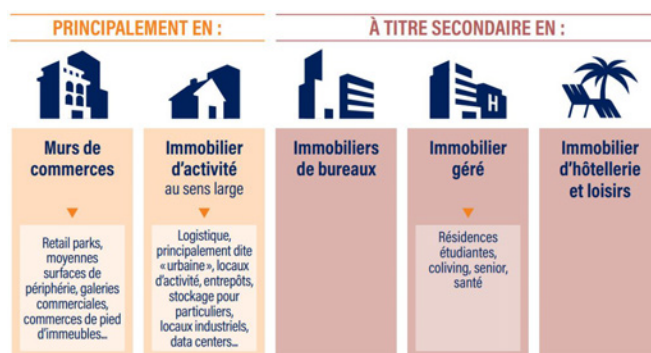 PRINCIPALEMENT EN :
À TITRE SECONDAIRE EN :
H
Murs de
commerces
Retail parks,
moyennes
surfaces de
périphérie, galeries
commerciales,
commerces de pied
d'immeubles...
Immobilier
d'activité
au sens large
Logistique,
principalement dite
« urbaine », locaux
d'activité, entrepôts,
stockage pour
particuliers,
locaux industriels,
data centers...
Immobiliers
de bureaux
Immobilier
géré
Résidences
étudiantes,
coliving, senior,
santé
Immobilier
d'hôtellerie
et loisirs